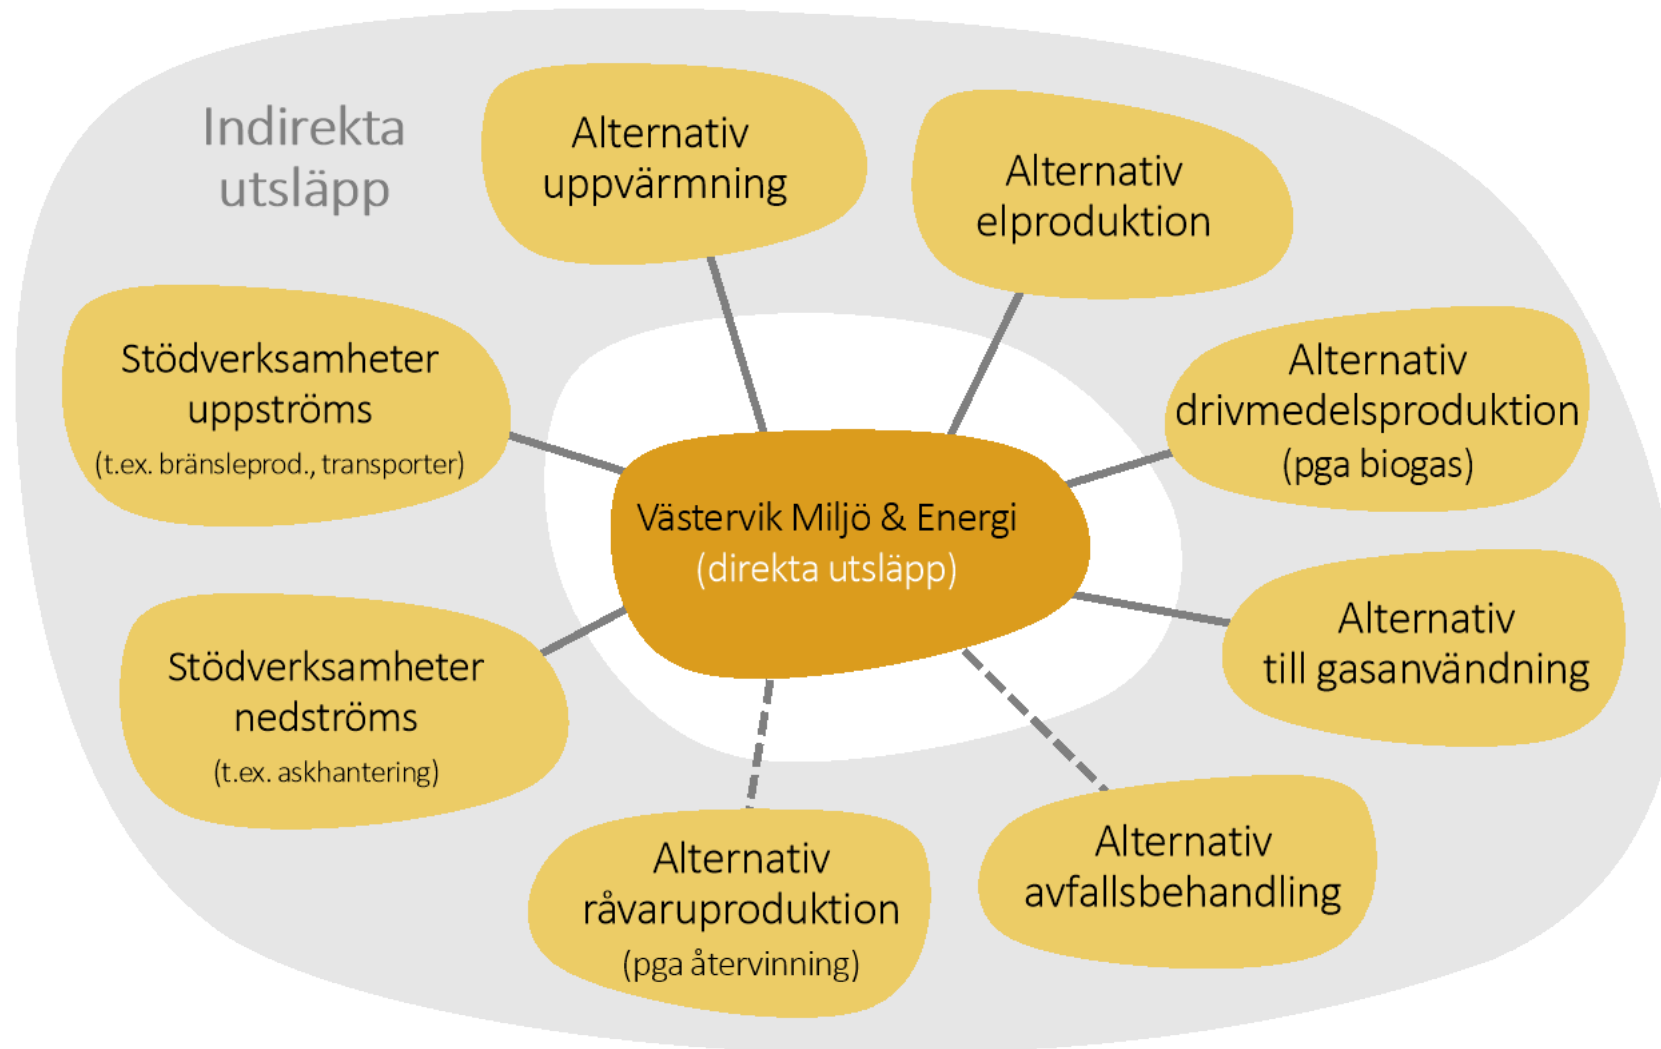 Indirekta
utsläpp
Alternativ
uppvärmning
Alternativ
elproduktion
Stödverksamheter
uppströms
(t.ex. bränsleprod., transporter)
Alternativ
drivmedelsproduktion
(pga biogas)
Västervik Miljö & Energi
(direkta utsläpp)
Stödverksamheter
nedströms
(t.ex. askhantering)
Alternativ
till gasanvändning
Alternativ
råvaruproduktion
(pga återvinning)
Alternativ
avfallsbehandling